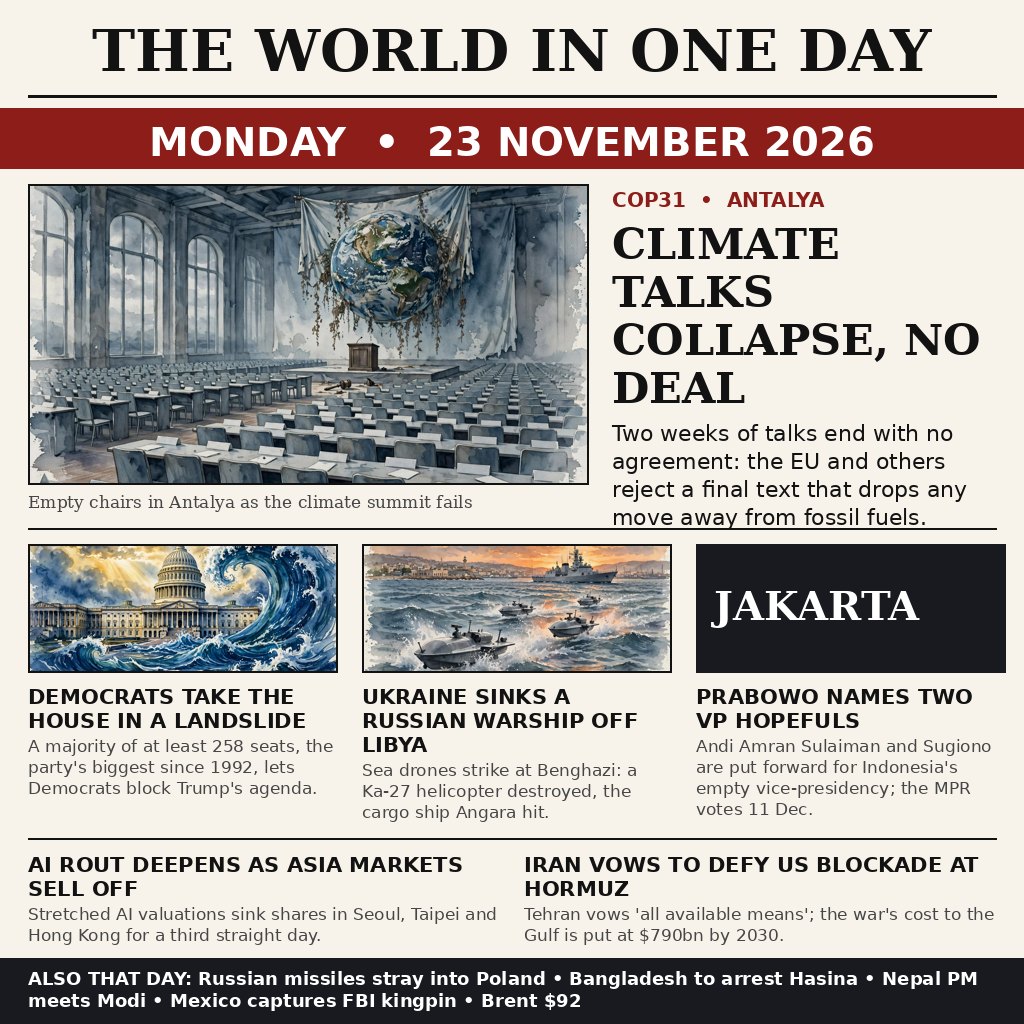 THE WORLD IN ONE DAY
MONDAY • 23 NOVEMBER 2026
COP31 • ANTALYA
CLIMATE
TALKS
COLLAPSE, NO
DEAL
Two weeks of talks end with no
agreement: the EU and others
reject a final text that drops any
move away from fossil fuels.
Empty chairs in Antalya as the climate summit fails
DEMOCRATS TAKE THE
HOUSE IN A LANDSLIDE
A majority of at least 258 seats, the
party's biggest since 1992, lets
Democrats block Trump's agenda.
UKRAINE SINKS A
RUSSIAN WARSHIP OFF
LIBYA
Sea drones strike at Benghazi: a
Ka-27 helicopter destroyed, the
cargo ship Angara hit.
JAKARTA
PRABOWO NAMES TWO
VP HOPEFULS
Andi Amran Sulaiman and Sugiono
are put forward for Indonesia's
empty vice-presidency; the MPR
votes 11 Dec.
AI ROUT DEEPENS AS ASIA MARKETS
SELL OFF
Stretched AI valuations sink shares in Seoul, Taipei and
Hong Kong for a third straight day.
IRAN VOWS TO DEFY US BLOCKADE AT
HORMUZ
Tehran vows 'all available means'; the war's cost to the
Gulf is put at $790bn by 2030.
ALSO THAT DAY: Russian missiles stray into Poland • Bangladesh to arrest Hasina • Nepal PM
meets Modi • Mexico captures FBI kingpin • Brent $92